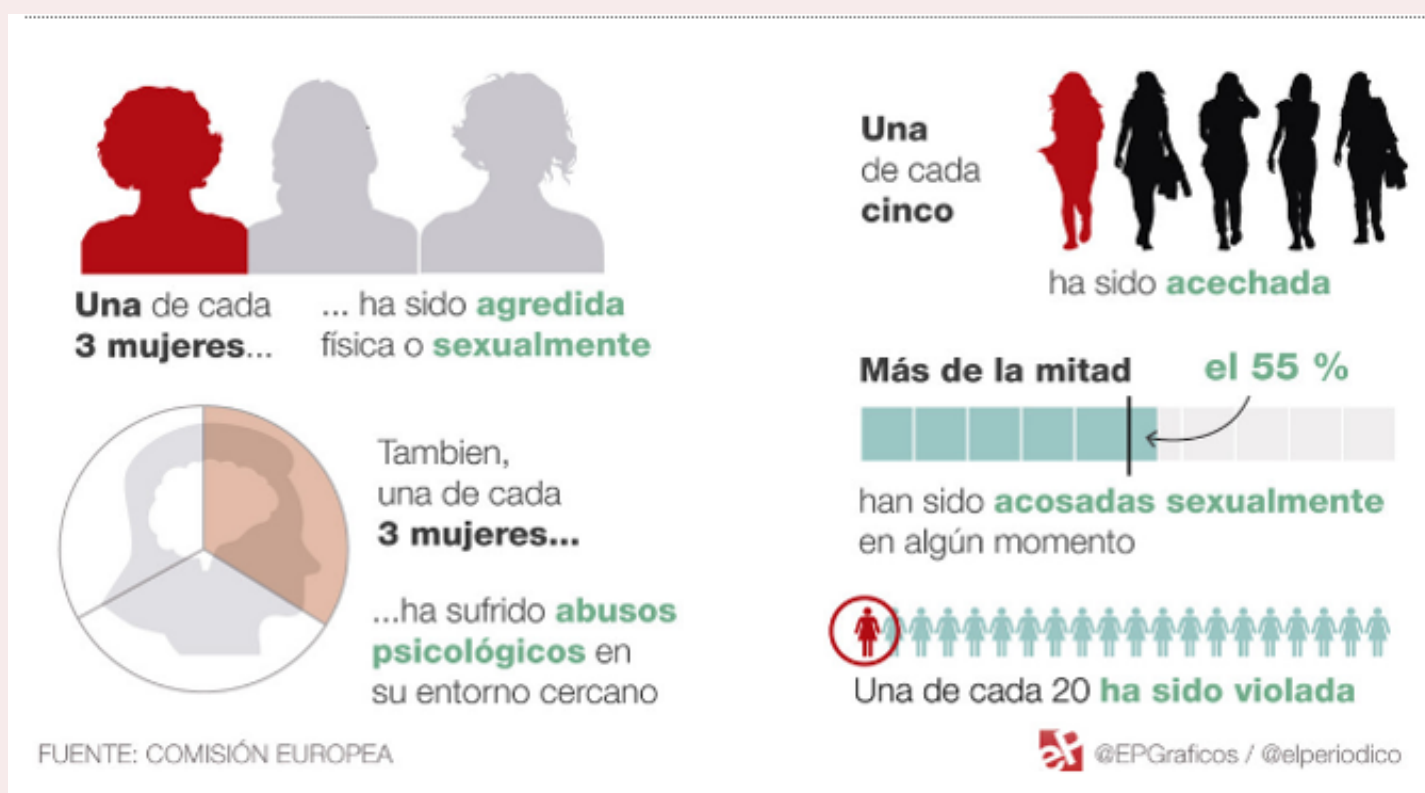 Una de cada
3 mujeres...
... ha sido agredida
física o sexualmente
Tambien,
una de cada
3 mujeres...
...ha sufrido abusos
psicológicos en
su entorno cercano
Una
de cada
cinco
ha sido acechada
Más de la mitad
el 55 %
han sido acosadas sexualmente
en algún momento
Una de cada 20 ha sido violada
FUENTE: COMISIÓN EUROPEA
eP @EPGraficos / @elperiodico